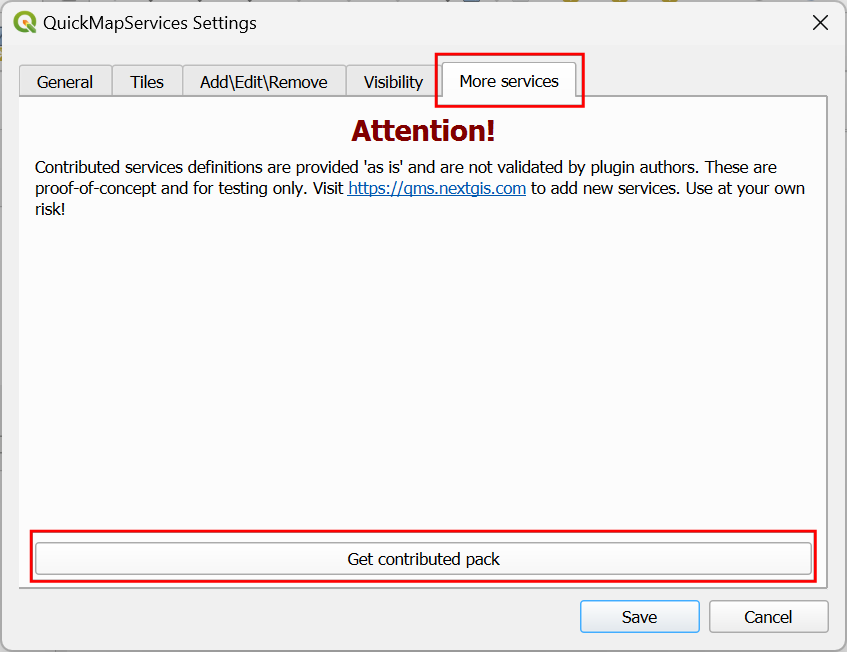 QuickMapServices Settings
General Tiles Add\Edit\Remove Visibility More services
Attention!
Contributed services definitions are provided 'as is' and are not validated by plugin authors. These are
proof-of-concept and for testing only. Visit https://qms.nextgis.com to add new services. Use at your own
risk!
Get contributed pack
Save Cancel